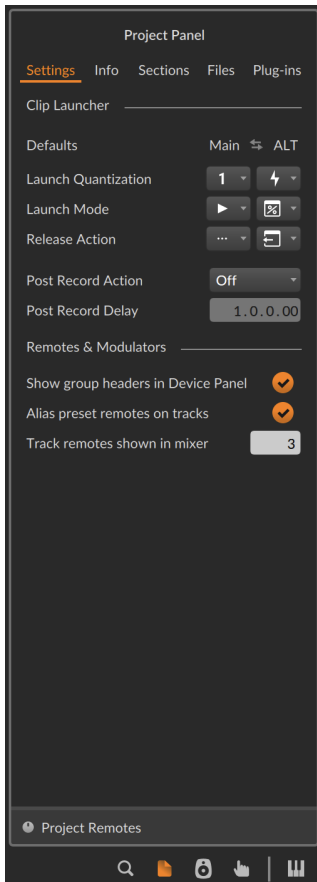 Project Panel
Settings Info Sections Files Plug-ins
Clip Launcher
Defaults Main ALT
Launch Quantization 1
Launch Mode
Release Action ...
Post Record Action Off
Post Record Delay 1.0.0.00
Remotes & Modulators
Show group headers in Device Panel
Alias preset remotes on tracks
Track remotes shown in mixer 3
Project Remotes